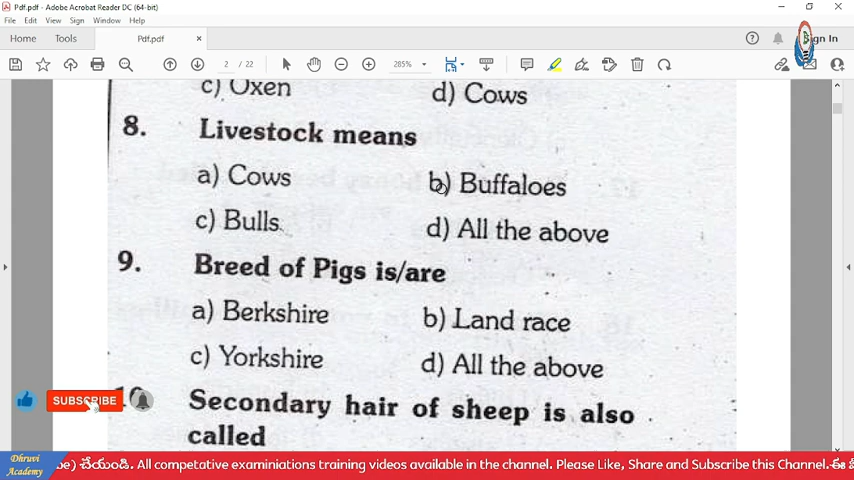 Pdf.pdf - Adobe Acrobat Reader DC (64-bit)
File Edit View Sign Window Help
Home Tools Pdf.pdf Sign In
2 / 22 285%
c) Oxen d) Cows
8. Livestock means
a) Cows b) Buffaloes
c) Bulls d) All the above
9. Breed of Pigs is/are
a) Berkshire b) Land race
c) Yorkshire d) All the above
Secondary hair of sheep is also
called
SUBSCRIBE
Dhruvi
Academy
be) చేయండి. All competative examiniations training videos available in the channel. Please Like, Share and Subscribe this Channel.ఈ